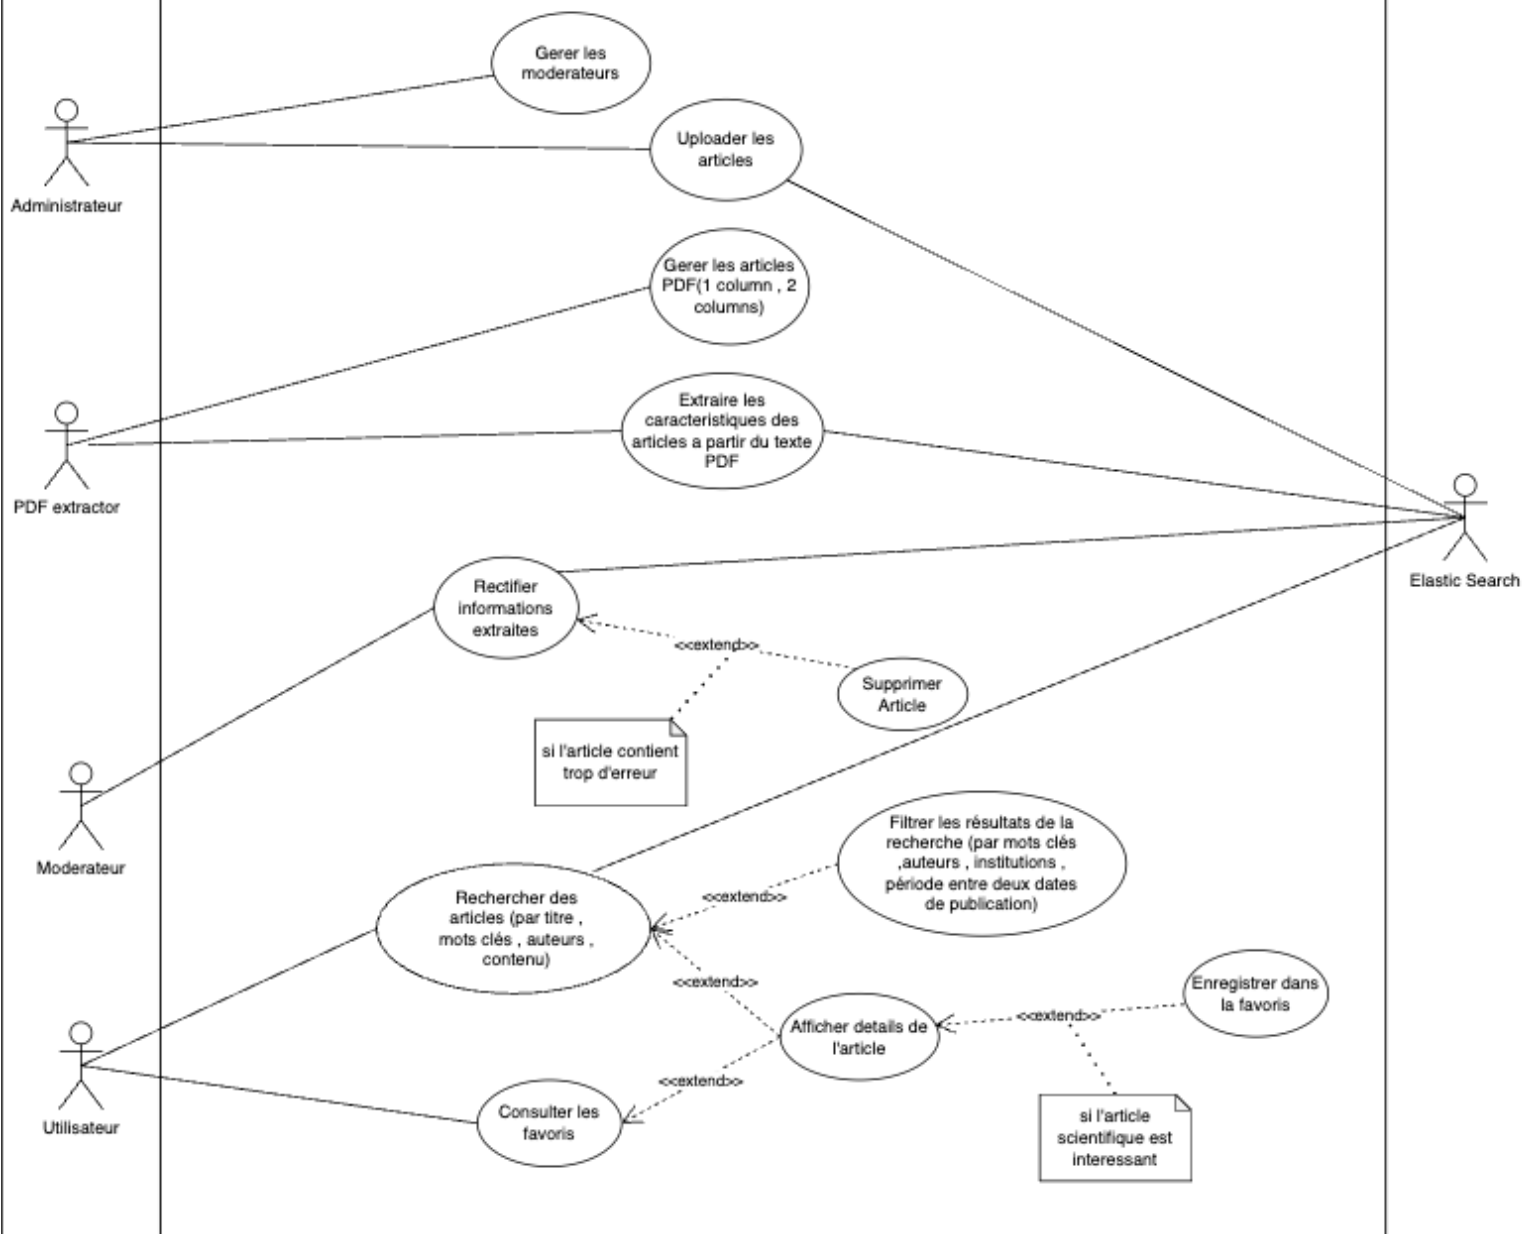 Gerer les
moderateurs
Uploader les
articles
Administrateur
Gerer les articles
PDF(1 column , 2
columns)
Extraire les
caracteristiques des
articles a partir du texte
PDF
PDF extractor
Elastic Search
Rectifier
informations
extraites
<<extend>>
Supprimer
Article
si l'article contient
trop d'erreur
Moderateur
Filtrer les résultats de la
recherche (par mots clés
,auteurs , institutions ,
période entre deux dates
de publication)
<<extend>>
Rechercher des
articles (par titre ,
mots clés , auteurs ,
contenu)
<<extend>>
Enregistrer dans
la favoris
<<extend>>
Afficher details de
l'article
<<extend>>
Utilisateur
Consulter les
favoris
si l'article
scientifique est
interessant